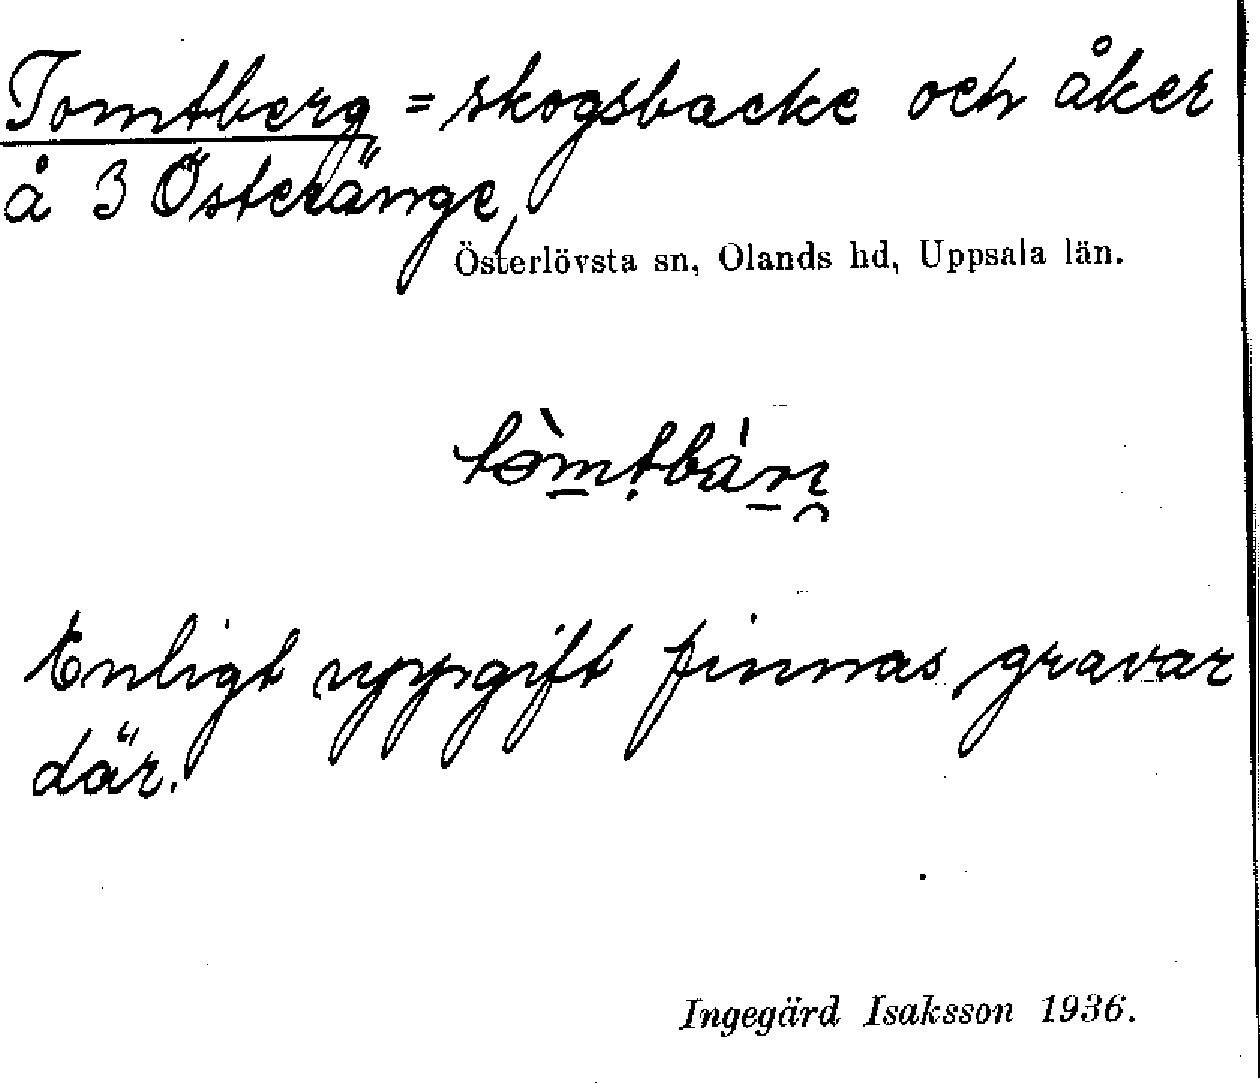 Tomtberg = skogsbacke och åker
å 3 Österänge,
Österlövsta sn, Olands hd, Uppsala län.
Enligt uppgift finnas gravar
där.
Ingegärd Isaksson 1936.